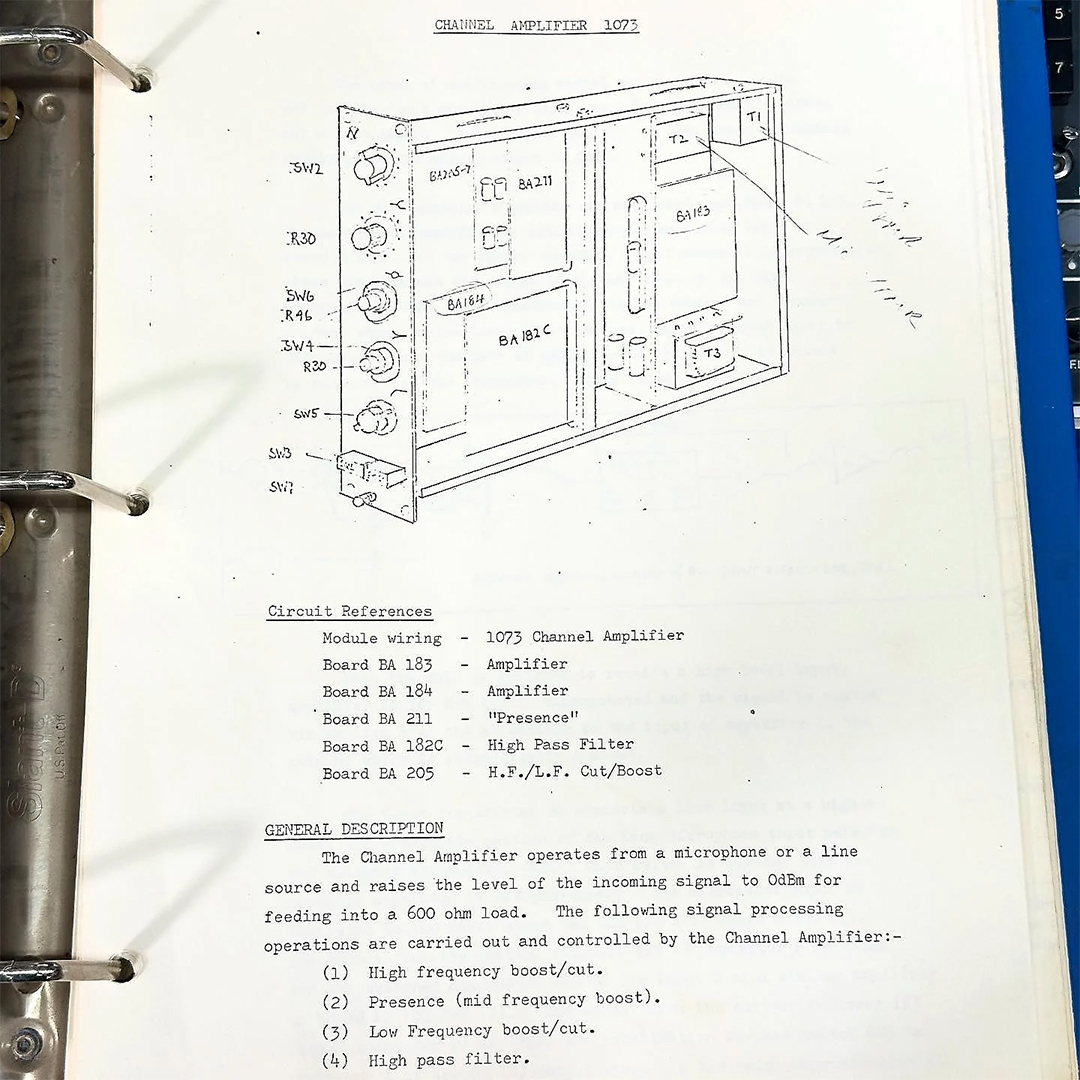 CHANNEL AMPLIFIER 1073
5
7
N
T1
T2
SW2
BA205-7
BA211
BA183
R30
SW6
R46
BA184
SW4
BA182C
R30
T3
SW5
SW3
SW7
Circuit References
Module wiring - 1073 Channel Amplifier
Board BA 183 - Amplifier
Board BA 184 - Amplifier
Board BA 211 - "Presence"
Board BA 182C - High Pass Filter
Board BA 205 - H.F./L.F. Cut/Boost
U.S. Pat. Off
GENERAL DESCRIPTION
The Channel Amplifier operates from a microphone or a line
source and raises the level of the incoming signal to OdBm for
feeding into a 600 ohm load. The following signal processing
operations are carried out and controlled by the Channel Amplifier:-
(1) High frequency boost/cut.
(2) Presence (mid frequency boost).
(3) Low Frequency boost/cut.
(4) High pass filter.